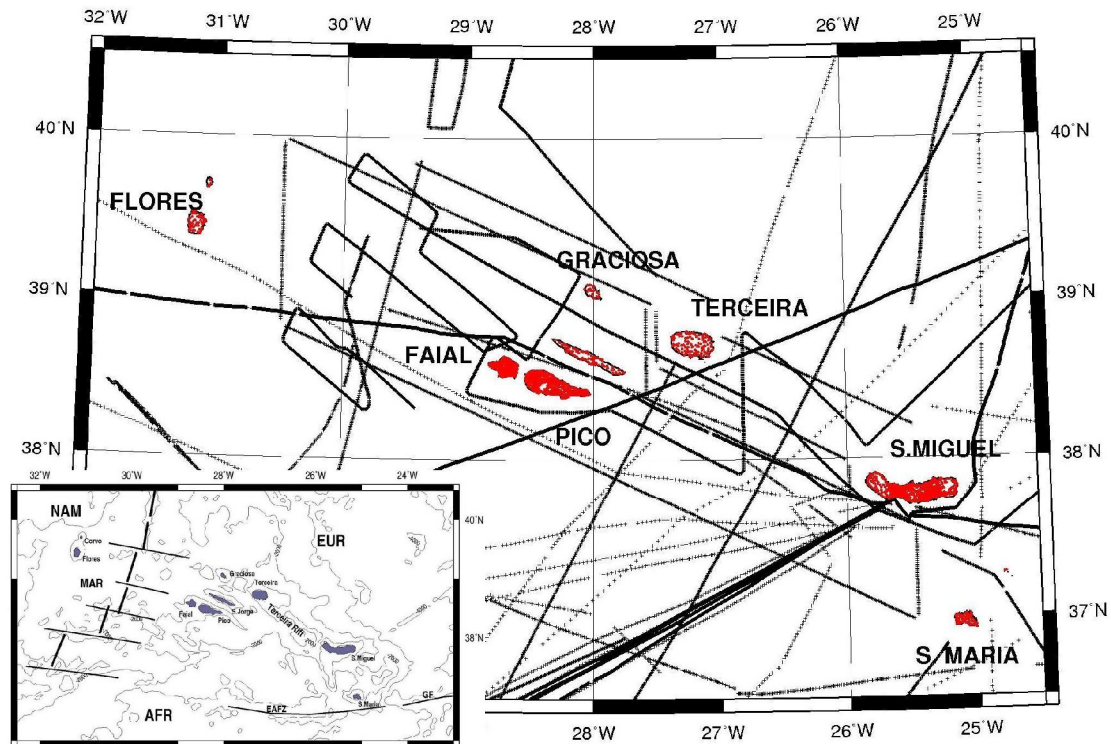 32˚W 31˚W 30˚W 29˚W 28˚W 27˚W 26˚W 25˚W
40˚N 40˚N
FLORES
GRACIOSA
39˚N 39˚N
TERCEIRA
FAIAL
PICO
38˚N 38˚N
S.MIGUEL
37˚N
S. MARIA
28˚W 27˚W 26˚W 25˚W
32˚W 30˚W 28˚W 26˚W 24˚W
NAM
EUR
40˚N
Corvo
Flores
MAR
Graciosa
Terceira
Faial
S.Jorge
Pico
Terceira Rift
38˚N
S.Miguel
S.Maria
GF
EAFZ
AFR